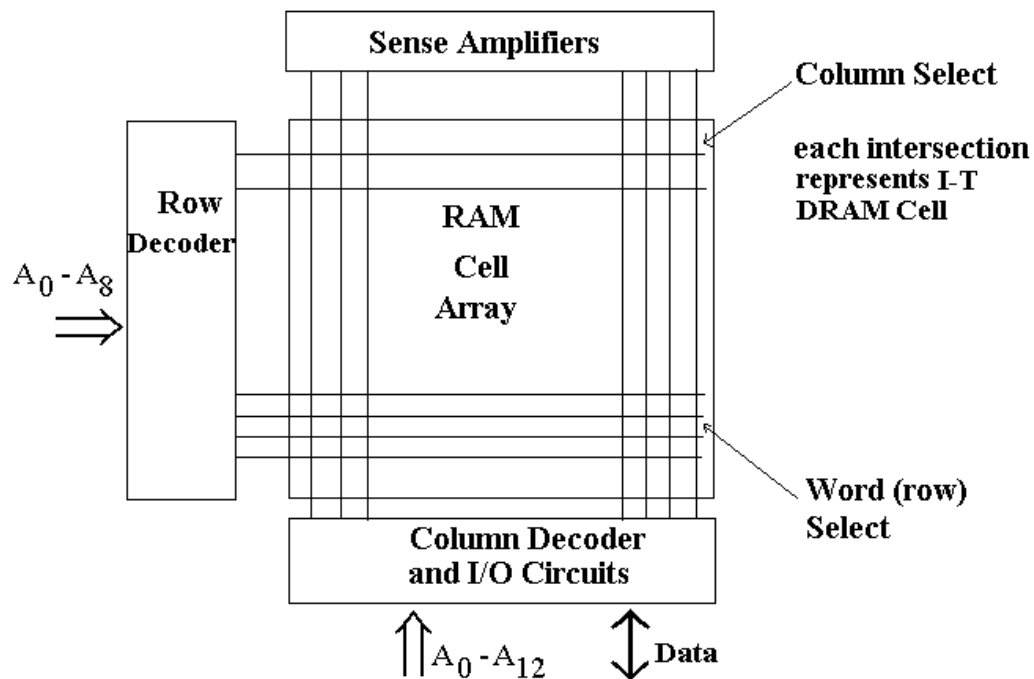 Sense Amplifiers
Column Select
each intersection
represents I-T
DRAM Cell
Row
Decoder
RAM
Cell
Array
A0 - A8
Word (row)
Select
Column Decoder
and I/O Circuits
A0 - A12
Data